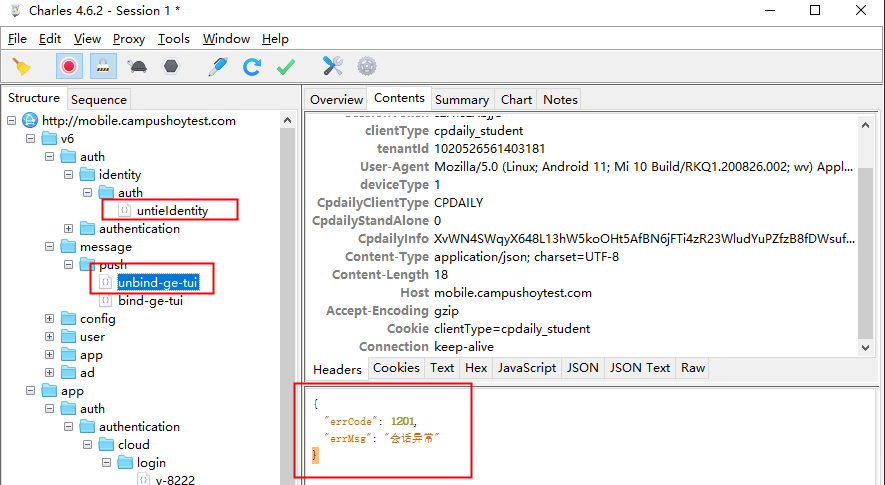 Charles 4.6.2 - Session 1 *
File Edit View Proxy Tools Window Help
Structure Sequence
http://mobile.campushoytest.com
v6
auth
identity
auth
untieIdentity
authentication
message
push
unbind-ge-tui
bind-ge-tui
config
user
app
ad
app
auth
authentication
cloud
login
v-8222
Overview Contents Summary Chart Notes
clientType cpdaily_student
tenantId 1020526561403181
User-Agent Mozilla/5.0 (Linux; Android 11; Mi 10 Build/RKQ1.200826.002; wv) Appl...
deviceType 1
CpdailyClientType CPDAILY
CpdailyStandAlone 0
CpdailyInfo XvWN4SWqyX648L13hW5koOHt5AfBN6jFTi4zR23WludYuPZfzB8fDWsuf...
Content-Type application/json; charset=UTF-8
Content-Length 18
Host mobile.campushoytest.com
Accept-Encoding gzip
Cookie clientType=cpdaily_student
Connection keep-alive
Headers Cookies Text Hex JavaScript JSON JSON Text Raw
{
"errCode": 1201,
"errMsg": "会话异常"
}